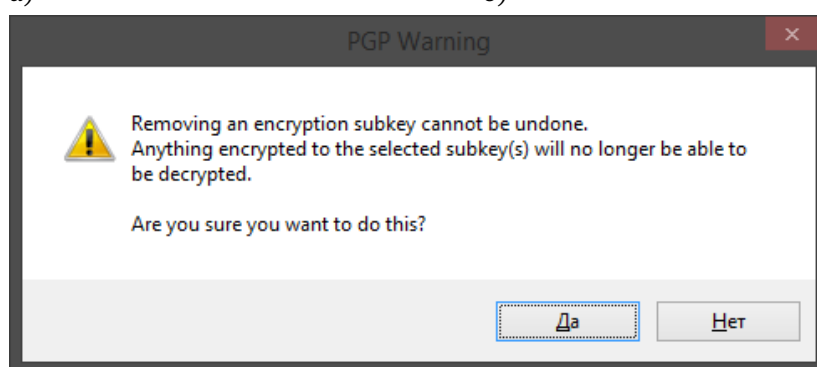 PGP Warning
Removing an encryption subkey cannot be undone.
Anything encrypted to the selected subkey(s) will no longer be able to
be decrypted.
Are you sure you want to do this?
Да
Нет